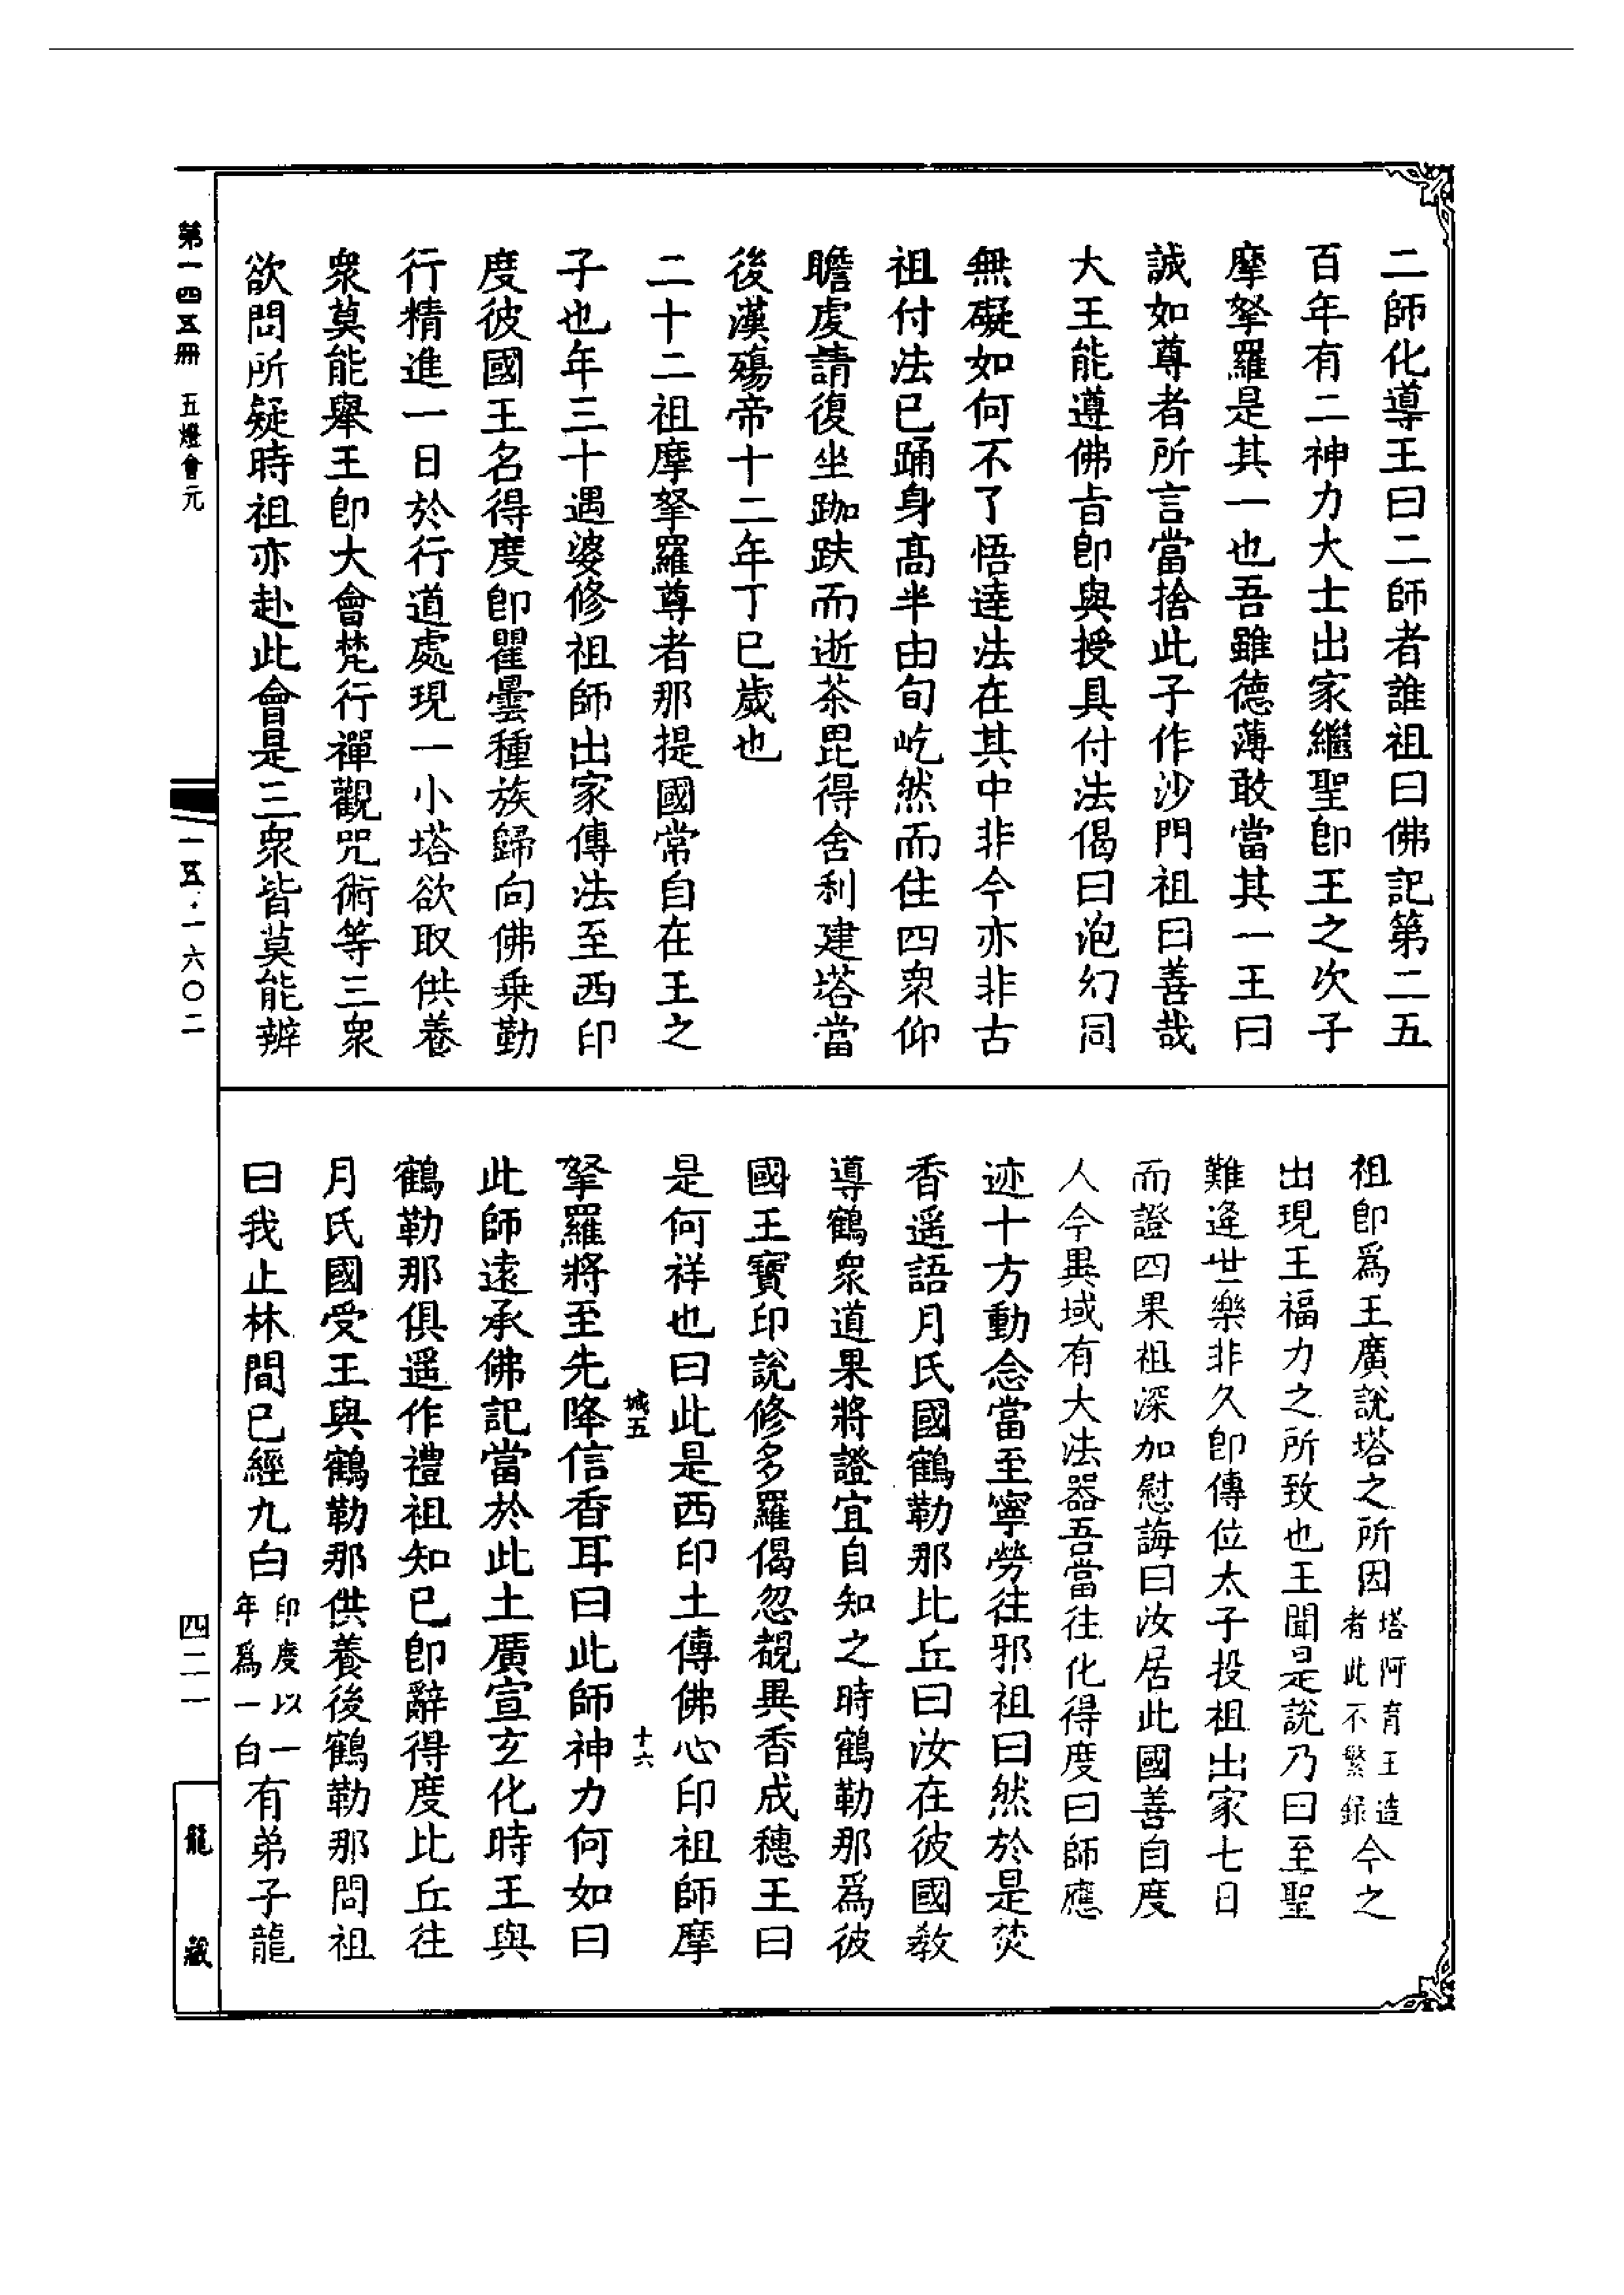 二師化導王曰二師者誰祖曰佛記第二五
百年有二神力大士出家繼聖卽王之次子
摩拏羅是其一也吾雖德薄敢當其一王曰
誠如尊者所言當捨此子作沙門祖曰善哉
大王能遵佛旨卽與授具付法偈曰泡幻同
無礙如何不了悟達法在其中非今亦非古
祖付法已踊身高半由旬屹然而住四衆仰
瞻虔請復坐跏趺而逝茶毘得舍利建塔當
後漢殤帝十二年丁巳歲也
二十二祖摩拏羅尊者那提國常自在王之
子也年三十遇婆修祖師出家傳法至西印
度彼國王名得度卽瞿曇種族歸向佛乗勤
行精進一日於行道處現一小塔欲取供養
衆莫能舉王卽大會梵行禪觀咒術等三衆
欲問所疑時祖亦赴此會是三衆皆莫能辨
祖卽爲王廣說塔之所因塔阿育王造者此不繁録今之
出現王福力之所致也王聞是說乃曰至聖
難逢世樂非久卽傳位太子投祖出家七日
而證四果祖深加慰誨曰汝居此國善自度
人今異域有大法器吾當往化得度曰師應
迹十方動念當至寧勞往邪祖曰然於是焚
香遥語月氏國鶴勒那比丘曰汝在彼國敎
導鶴衆道果將證宜自知之時鶴勒那爲彼
國王寶印說修多羅偈忽覩異香成穗王曰
是何祥也曰此是西印土傳佛心印祖師摩
城五 十六
拏羅將至先降信香耳曰此師神力何如曰
此師遠承佛記當於此土廣宣玄化時王與
鶴勒那俱遥作禮祖知已卽辭得度比丘往
月氏國受王與鶴勒那供養後鶴勒那問祖
曰我止林間已經九白印度以一年爲一白有弟子龍
第一四五冊 五燈會元
一五·一六〇二
四二一
龍藏